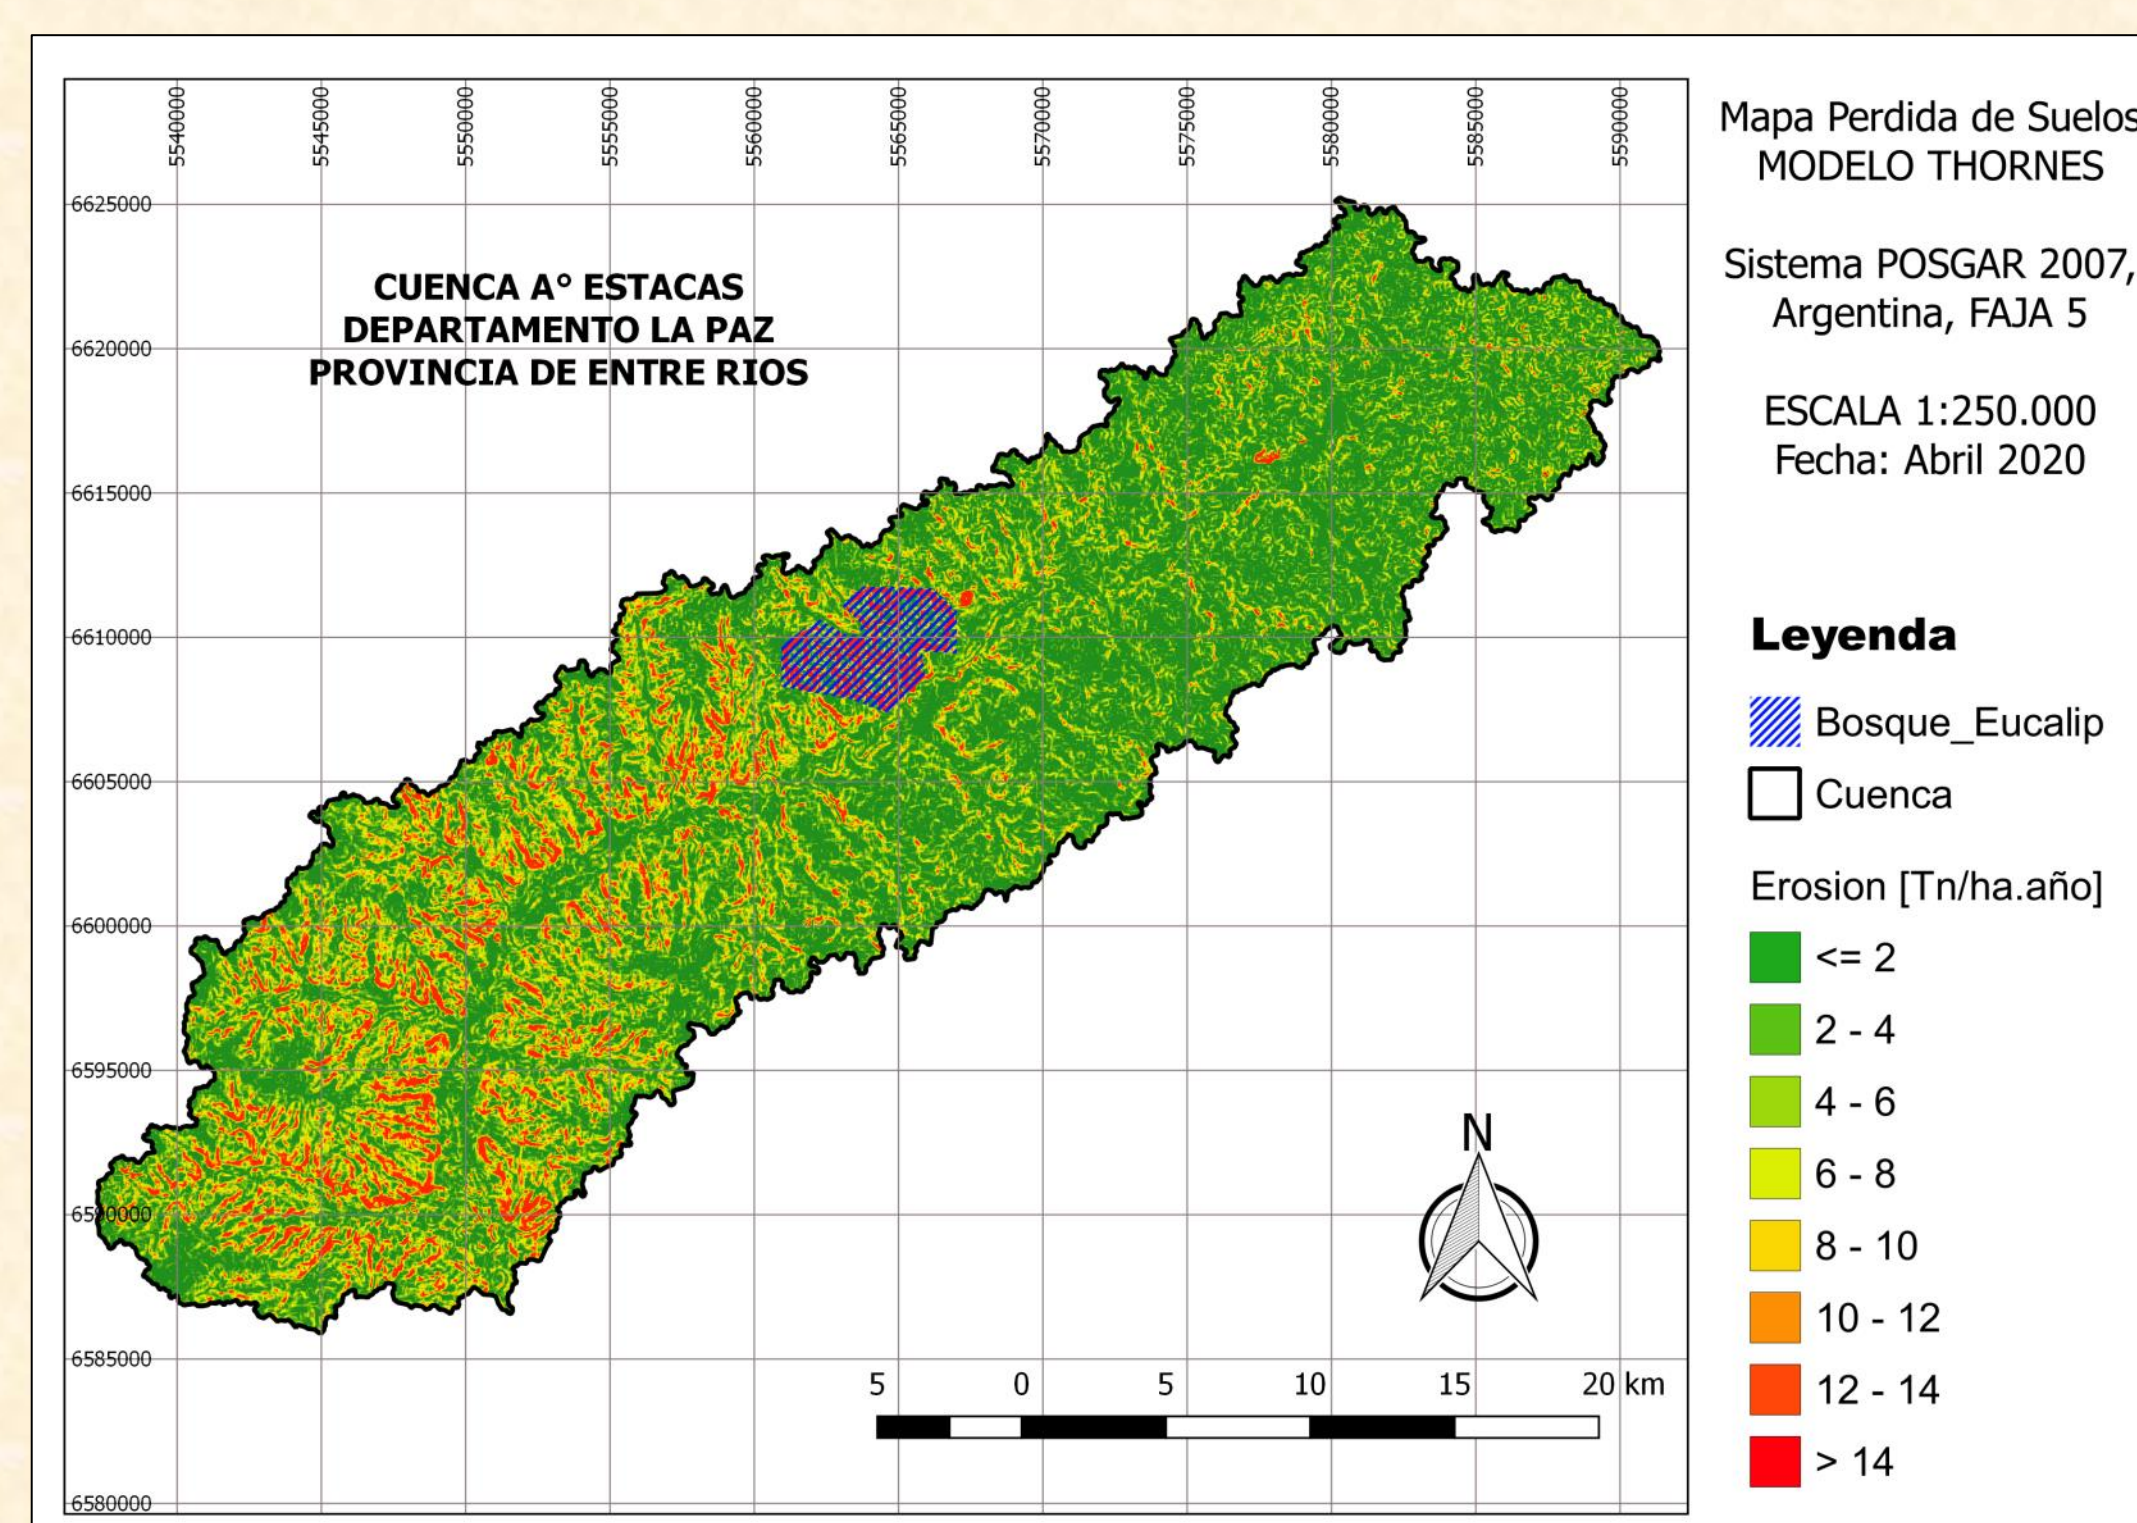 5540000
5545000
5550000
5555000
5560000
5565000
5570000
5575000
5580000
5585000
5590000
6625000
6620000
6615000
6610000
6605000
6600000
6595000
6590000
6585000
6580000
CUENCA A° ESTACAS
DEPARTAMENTO LA PAZ
PROVINCIA DE ENTRE RIOS
N
5 0 5 10 15 20 km
Mapa Perdida de Suelos
MODELO THORNES
Sistema POSGAR 2007,
Argentina, FAJA 5
ESCALA 1:250.000
Fecha: Abril 2020
Leyenda
Bosque_Eucalip
Cuenca
Erosion [Tn/ha.año]
<= 2
2 - 4
4 - 6
6 - 8
8 - 10
10 - 12
12 - 14
> 14